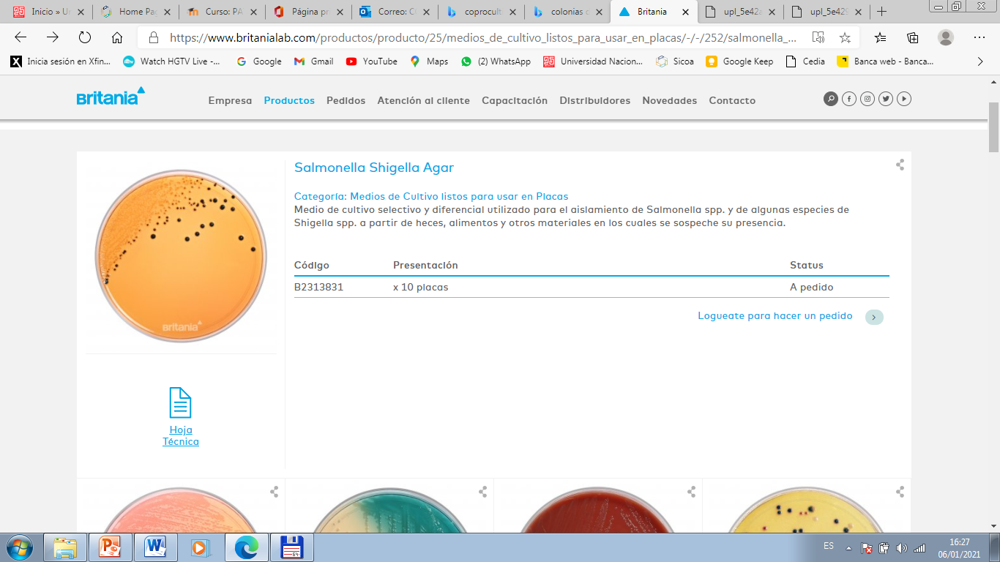 Inicio » Un
Home Pag
Curso: PA
Página pr
Correo: C
coprocult
colonias c
Britania
upl_5e42a
upl_5e429
https://www.britanialab.com/productos/producto/25/medios_de_cultivo_listos_para_usar_en_placas/-/-/252/salmonella_...
Inicia sesión en Xfin...
Watch HGTV Live -...
Google
Gmail
YouTube
Maps
(2) WhatsApp
Universidad Nacion...
Sicoa
Google Keep
Cedia
Banca web - Banca...
Britania
Empresa
Productos
Pedidos
Atención al cliente
Capacitación
Distribuidores
Novedades
Contacto
Salmonella Shigella Agar
Categoría: Medios de Cultivo listos para usar en Placas
Medio de cultivo selectivo y diferencial utilizado para el aislamiento de Salmonella spp. y de algunas especies de
Shigella spp. a partir de heces, alimentos y otros materiales en los cuales se sospeche su presencia.
Código Presentación Status
B2313831 x 10 placas A pedido
Logueate para hacer un pedido
britania
Hoja
Técnica
ES
16:27
06/01/2021